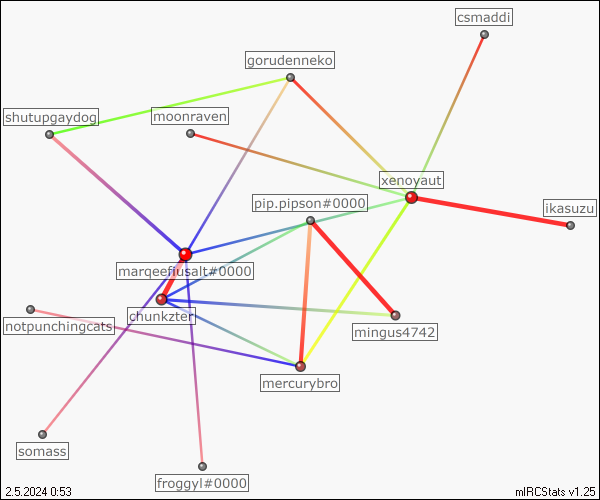 csmaddi
gorudenneko
shutupgaydog
moonraven
xenoyaut
pip.pipson#0000
ikasuzu
marqeeflusalt#0000
chunkzter
notpunchingcats
mingus4742
mercurybro
somass
froggyl#0000
2.5.2024 0:53
mIRCStats v1.25